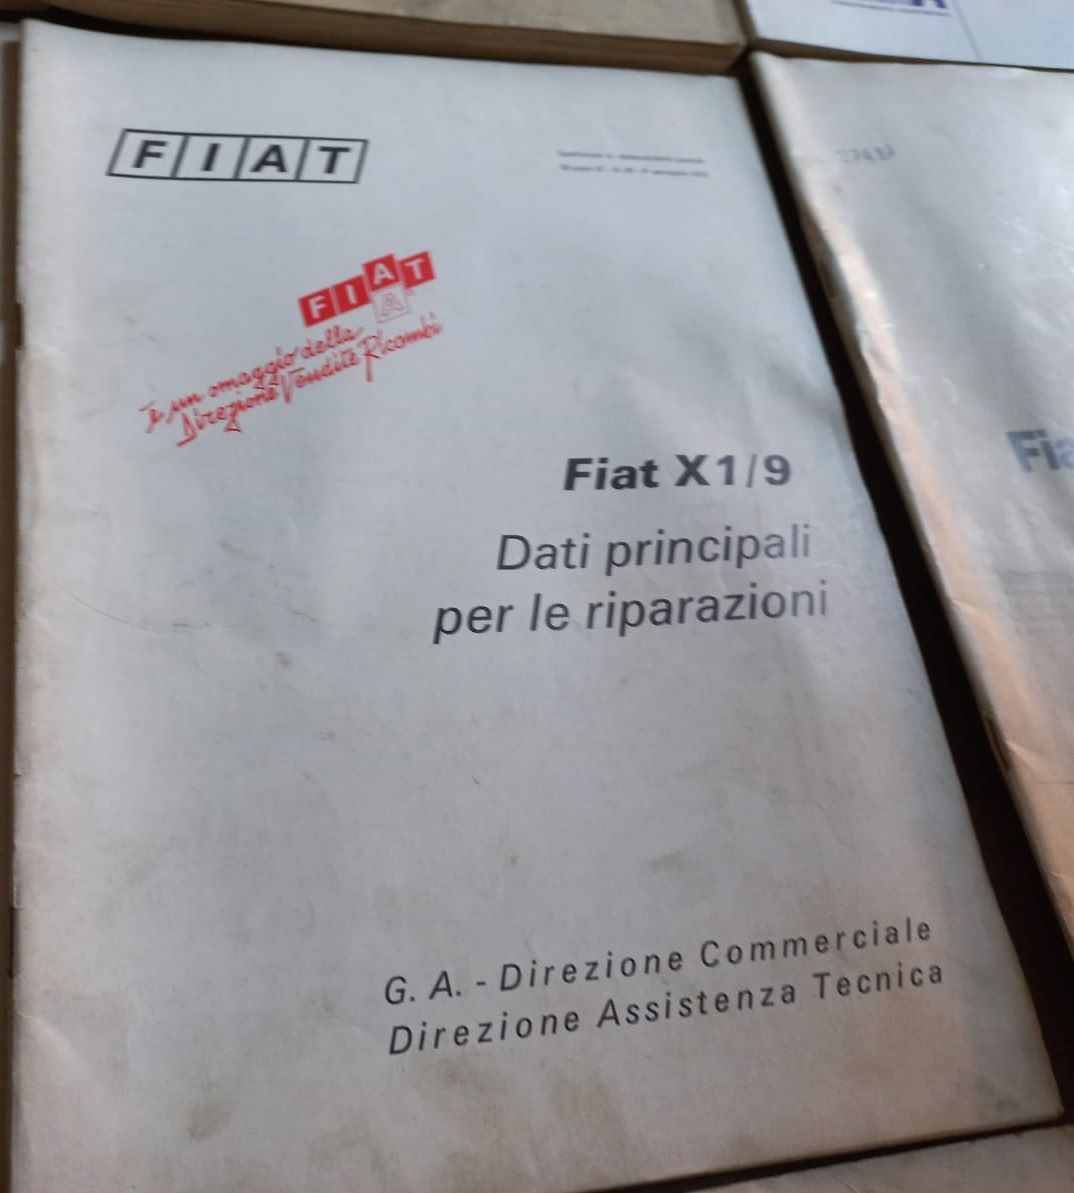 FIAT
FIAT
A
è un omaggio della
Direzione Vendite Ricambi
Fiat X1/9
Dati principali
per le riparazioni
G. A. - Direzione Commerciale
Direzione Assistenza Tecnica